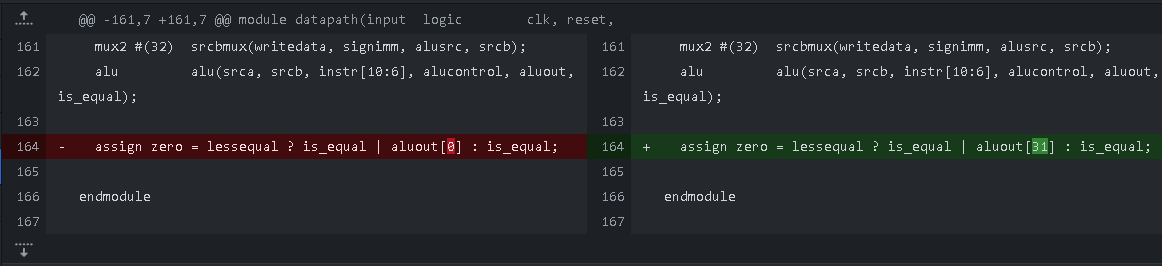 @@ -161,7 +161,7 @@ module datapath(input  logic        clk, reset,
161    mux2 #(32)  srcbmux(writedata, signimm, alusrc, srcb);
162    alu         alu(srca, srcb, instr[10:6], alucontrol, aluout,
is_equal);
163
164 -  assign zero = lessequal ? is_equal | aluout[0] : is_equal;
165
166  endmodule
167
161    mux2 #(32)  srcbmux(writedata, signimm, alusrc, srcb);
162    alu         alu(srca, srcb, instr[10:6], alucontrol, aluout,
is_equal);
163
164 +  assign zero = lessequal ? is_equal | aluout[31] : is_equal;
165
166  endmodule
167